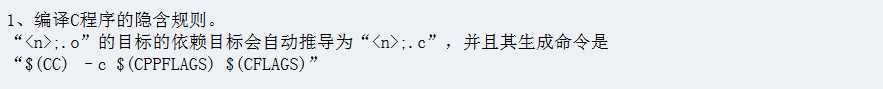 1、编译C程序的隐含规则。
“<n>;.o”的目标的依赖目标会自动推导为“<n>;.c”，并且其生成命令是
“$(CC) –c $(CPPFLAGS) $(CFLAGS)”